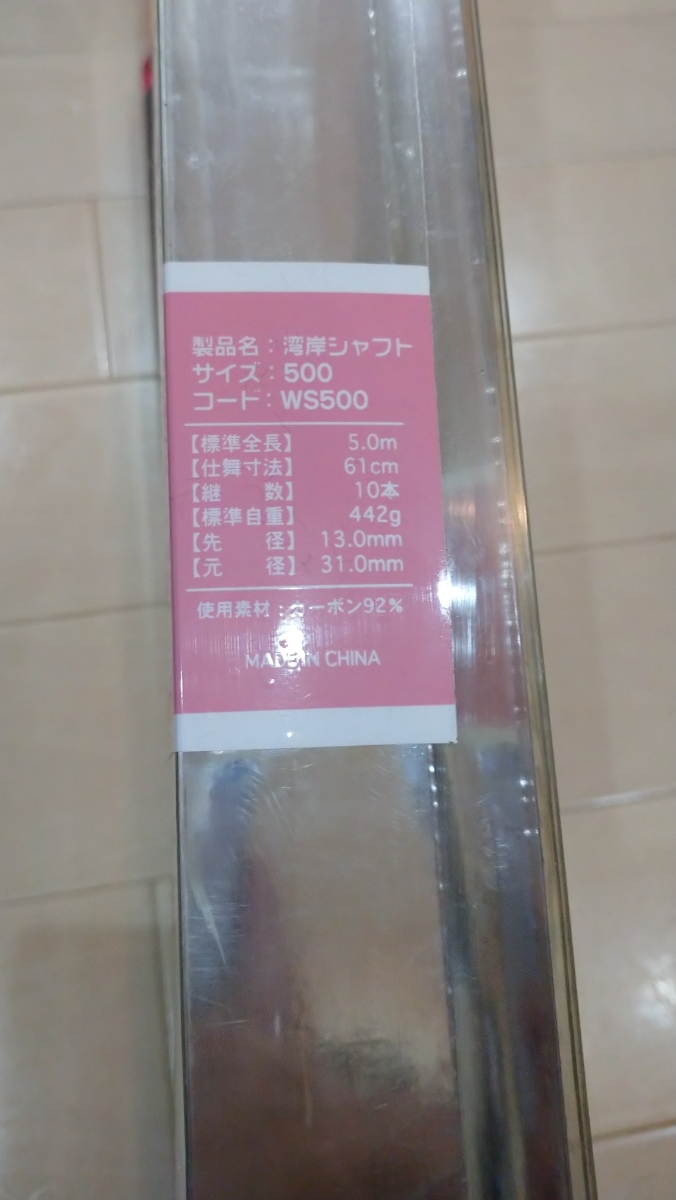 製品名：湾岸シャフト
サイズ：500
コード：WS500
【標準全長】 5.0m
【仕舞寸法】 61cm
【継　　数】 10本
【標準自重】 442g
【先　　径】 13.0mm
【元　　径】 31.0mm
使用素材：カーボン92%
MADE IN CHINA